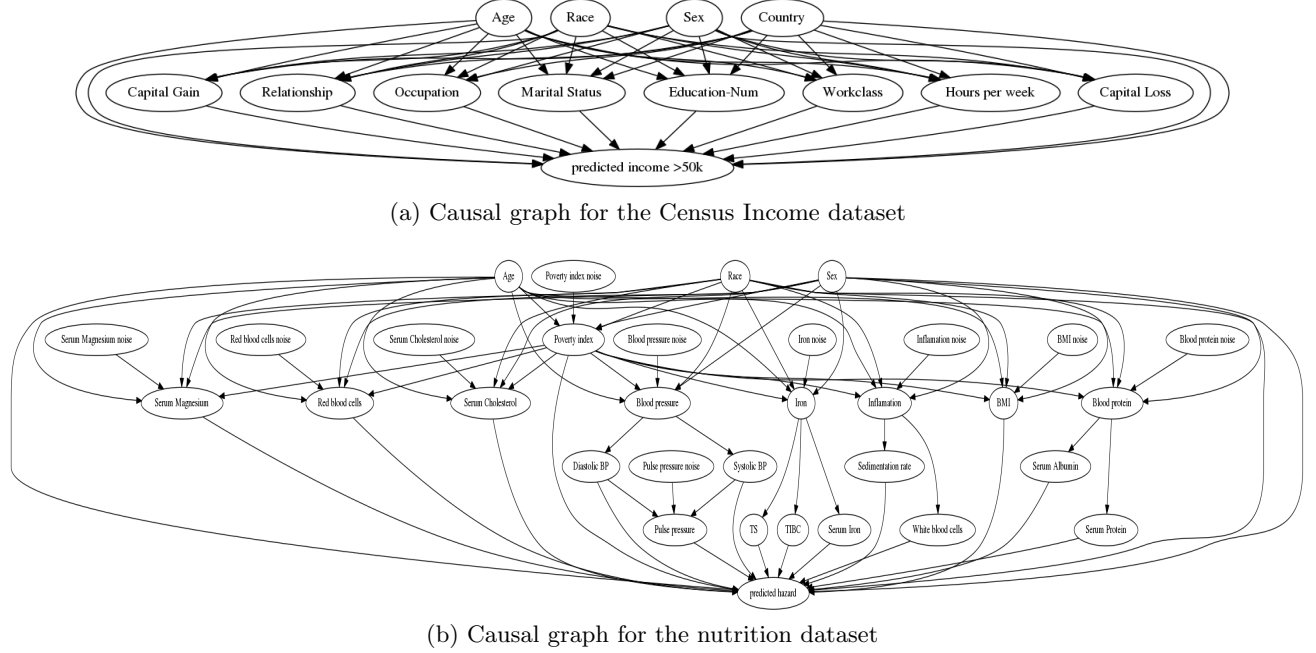 Age Race Sex Country
Capital Gain Relationship Occupation Marital Status Education-Num Workclass Hours per week Capital Loss
predicted income >50k
(a) Causal graph for the Census Income dataset
Age Poverty index noise Race Sex
Serum Magnesium noise Red blood cells noise Serum Cholesterol noise Poverty index Blood pressure noise Iron noise Inflamation noise BMI noise Blood protein noise
Serum Magnesium Red blood cells Serum Cholesterol Blood pressure Iron Inflamation BMI Blood protein
Diastolic BP Pulse pressure noise Systolic BP Sedimentation rate Serum Albumin
Pulse pressure TS TIBC Serum Iron White blood cells Serum Protein
predicted hazard
(b) Causal graph for the nutrition dataset